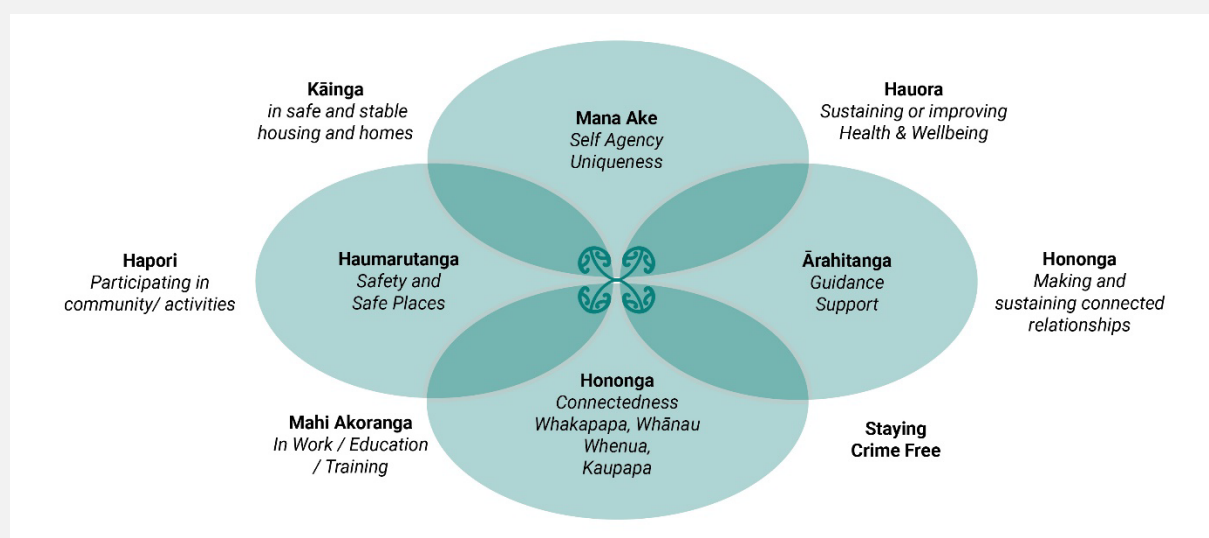 Kāinga
in safe and stable
housing and homes
Mana Ake
Self Agency
Uniqueness
Hauora
Sustaining or improving
Health & Wellbeing
Hapori
Participating in
community/ activities
Haumarutanga
Safety and
Safe Places
Ārahitanga
Guidance
Support
Hononga
Making and
sustaining connected
relationships
Mahi Akoranga
In Work / Education
/ Training
Hononga
Connectedness
Whakapapa, Whānau
Whenua,
Kaupapa
Staying
Crime Free